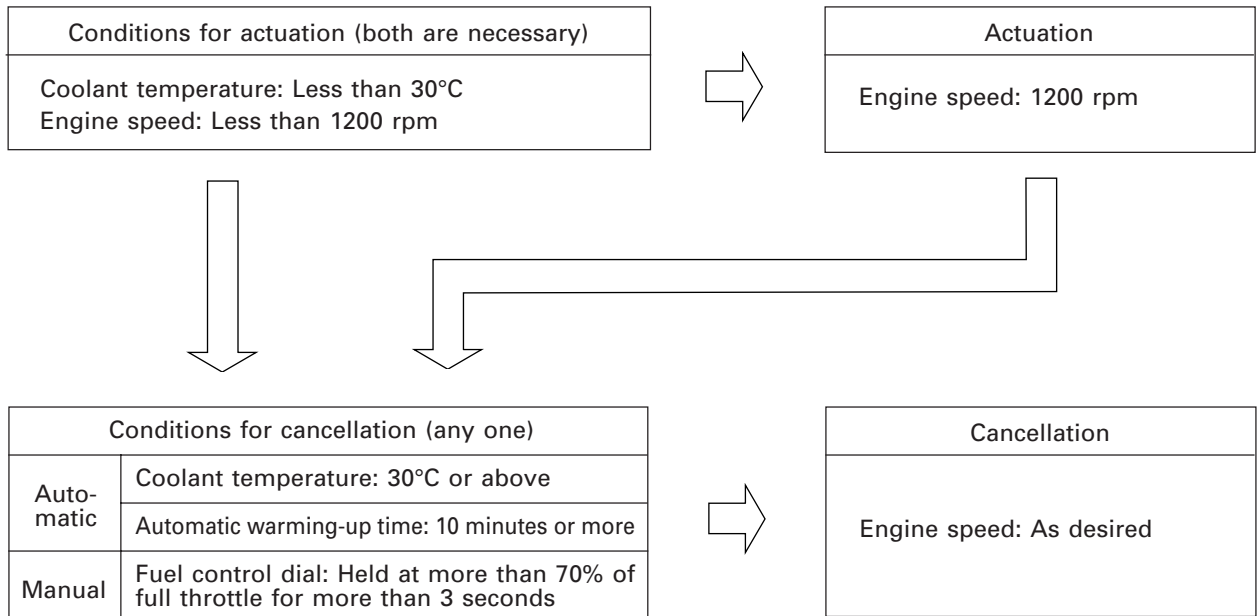 Conditions for actuation (both are necessary)
Coolant temperature: Less than 30°C
Engine speed: Less than 1200 rpm
Actuation
Engine speed: 1200 rpm
Conditions for cancellation (any one)
Auto-
matic
Coolant temperature: 30°C or above
Automatic warming-up time: 10 minutes or more
Manual
Fuel control dial: Held at more than 70% of
full throttle for more than 3 seconds
Cancellation
Engine speed: As desired